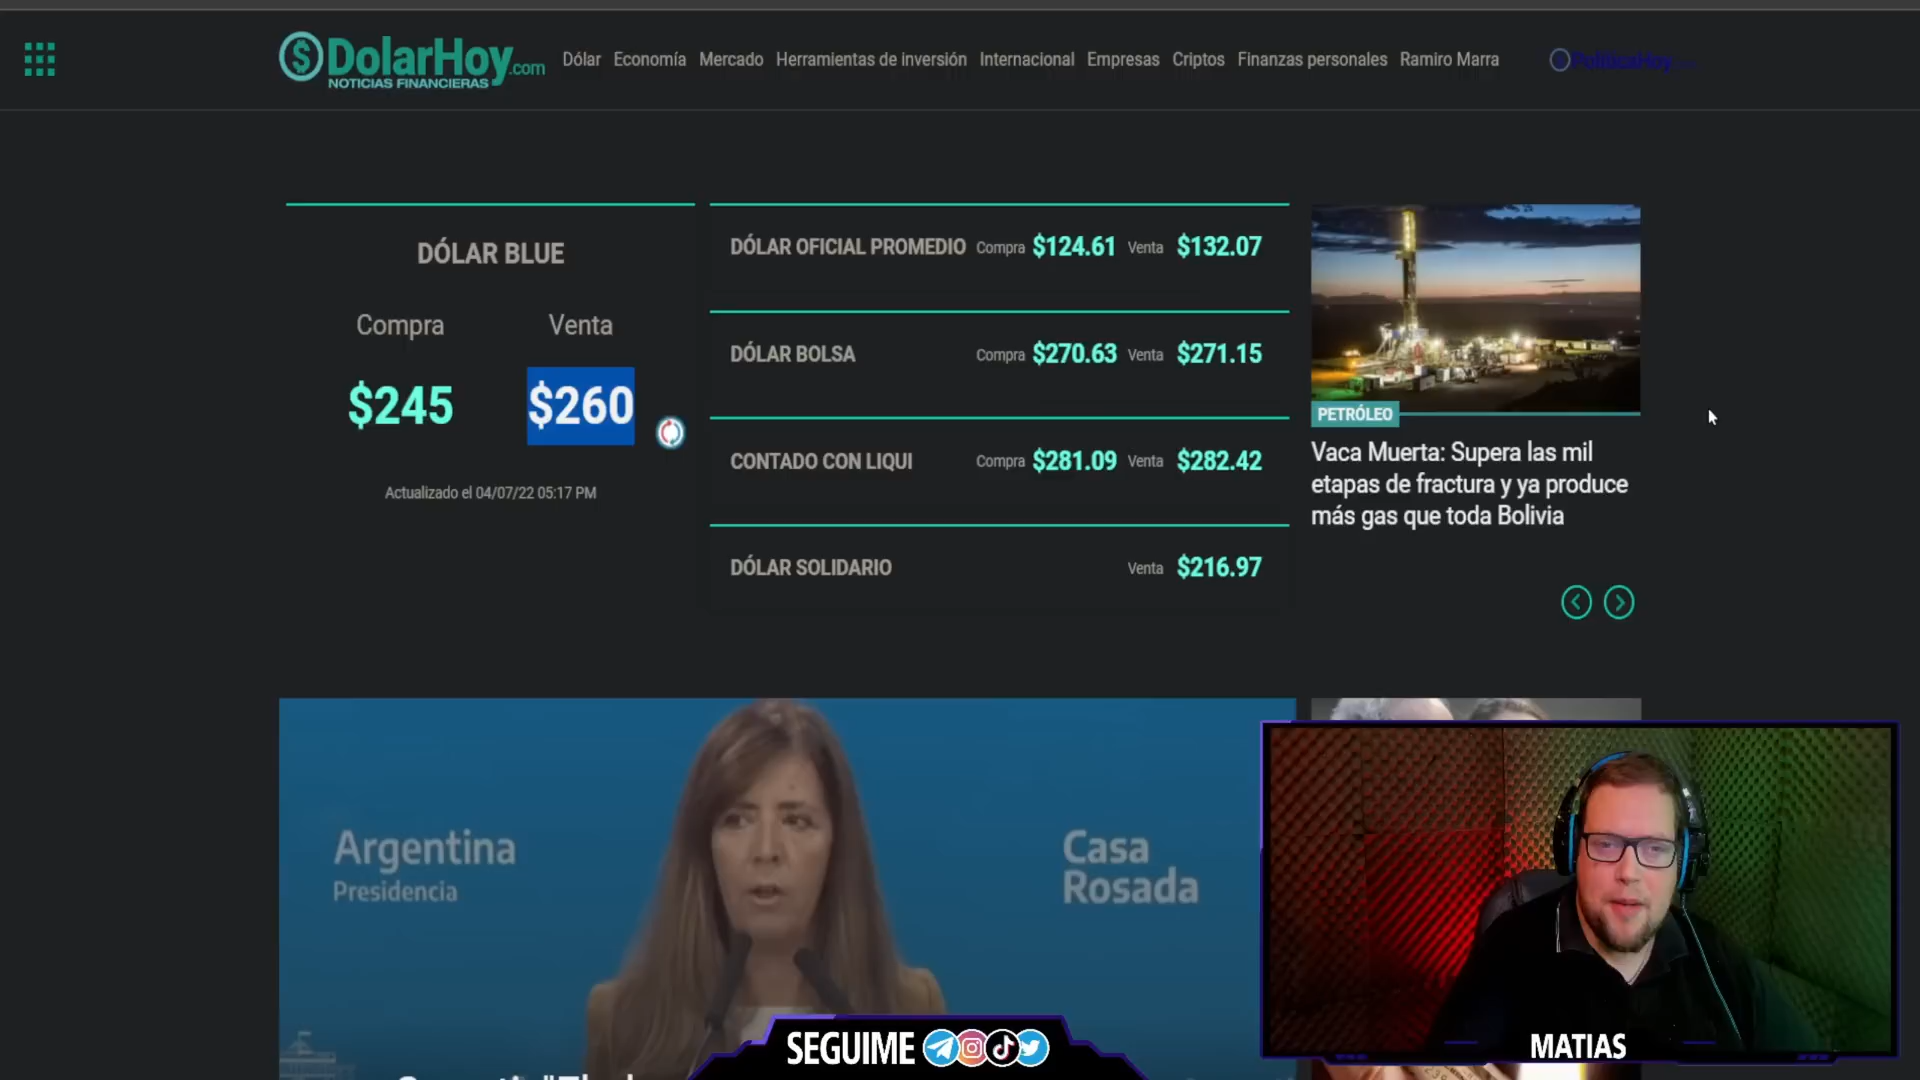 DolarHoy.com
NOTICIAS FINANCIERAS
Dólar Economía Mercado Herramientas de inversión Internacional Empresas Criptos Finanzas personales Ramiro Marra
PoliticaHoy
DÓLAR BLUE
Compra Venta
$245 $260
Actualizado el 04/07/22 05:17 PM
DÓLAR OFICIAL PROMEDIO Compra $124.61 Venta $132.07
DÓLAR BOLSA Compra $270.63 Venta $271.15
CONTADO CON LIQUI Compra $281.09 Venta $282.42
DÓLAR SOLIDARIO Venta $216.97
PETRÓLEO
Vaca Muerta: Supera las mil
etapas de fractura y ya produce
más gas que toda Bolivia
Argentina
Presidencia
Casa
Rosada
SEGUIME
MATIAS